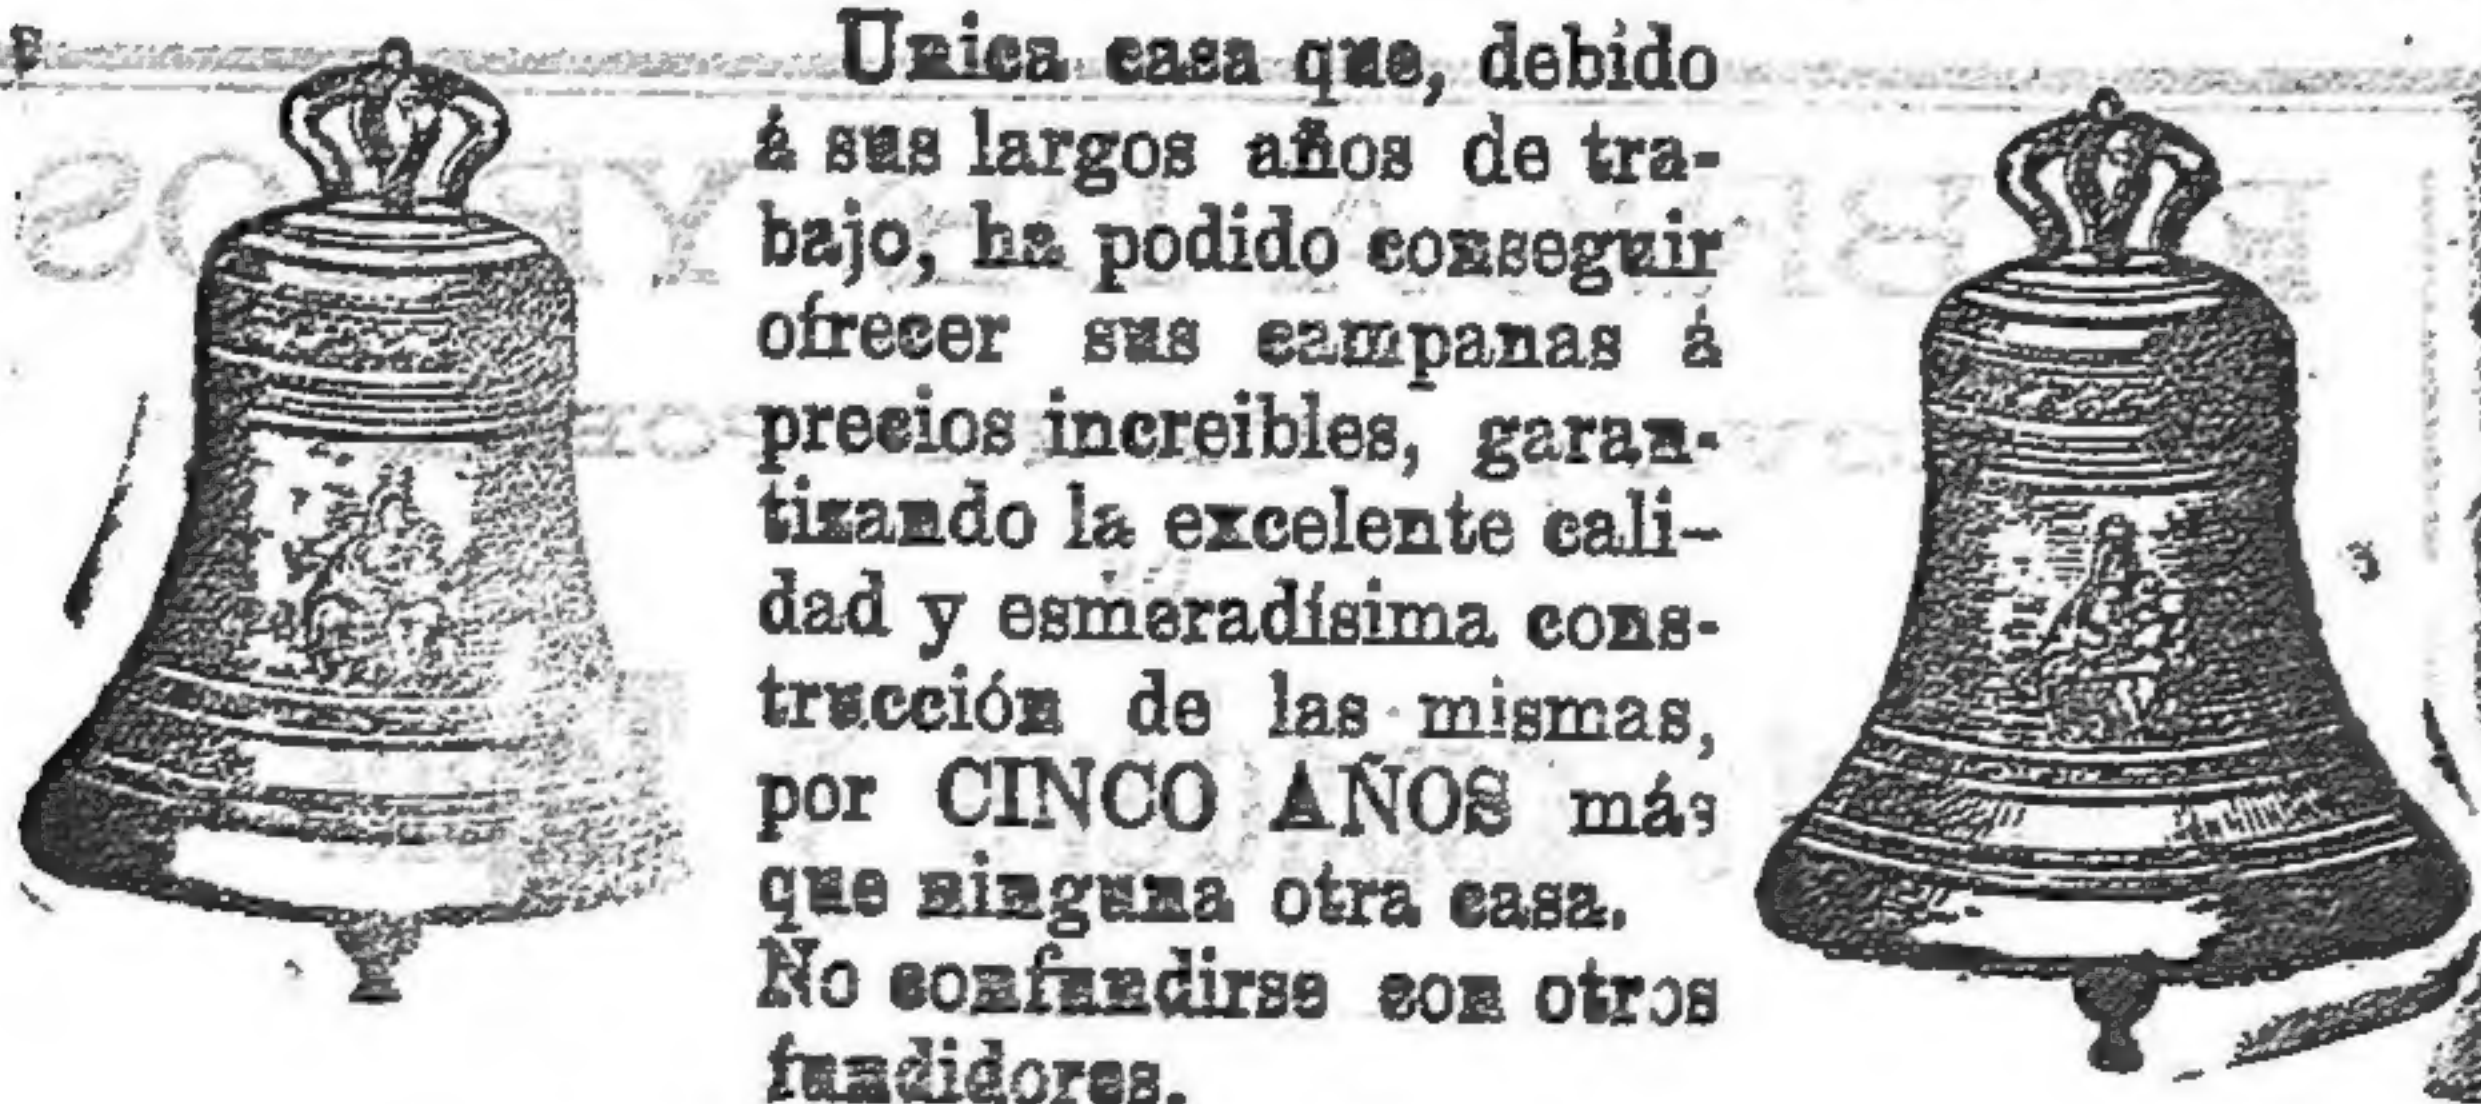 Unica casa que, debido
á sus largos años de tra-
bajo, ha podido conseguir
ofrecer sus campanas á
precios increibles, garan-
tizando la excelente cali-
dad y esmeradísima cons-
trucción de las mismas,
por CINCO AÑOS más
que ninguna otra casa.
No confundirse con otros
fundidores.